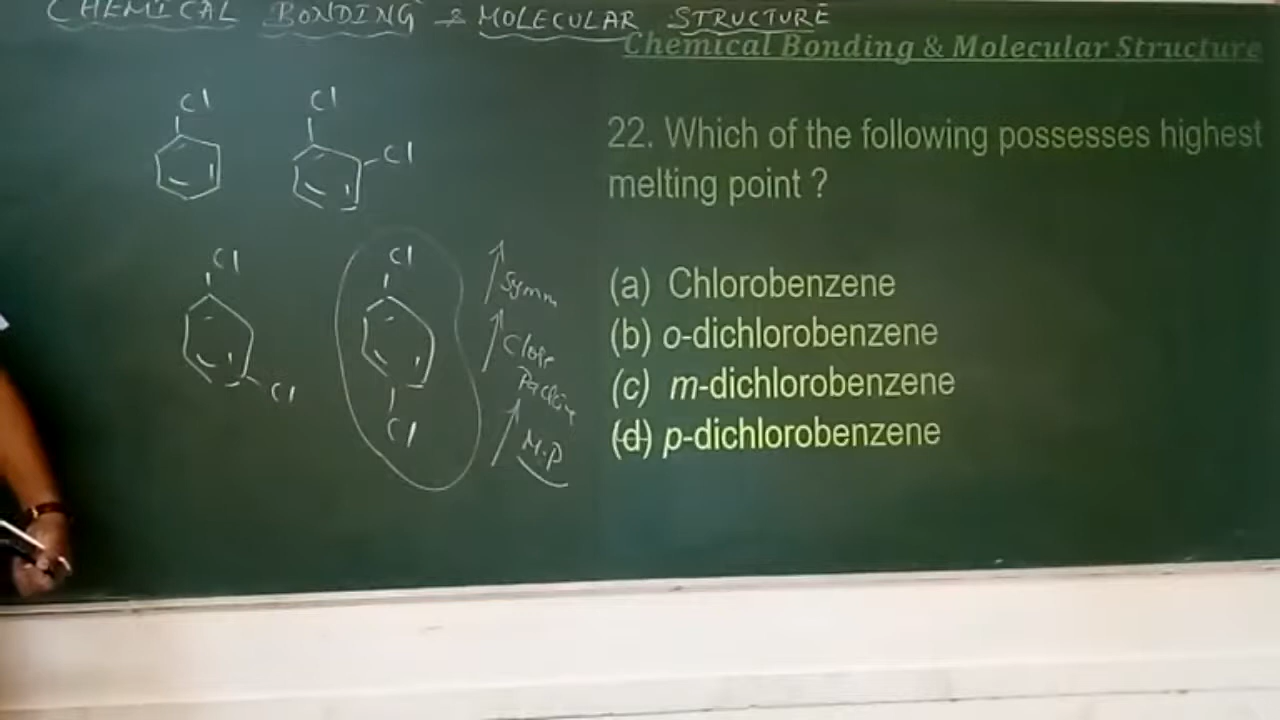 CHEMICAL BONDING & MOLECULAR STRUCTURE
Chemical Bonding & Molecular Structure
Cl
Cl
Cl
22. Which of the following possesses highest
melting point ?
Cl
Cl
Cl
Cl
Symm
Close
Packing
M.P
(a) Chlorobenzene
(b) o-dichlorobenzene
(c) m-dichlorobenzene
(d) p-dichlorobenzene